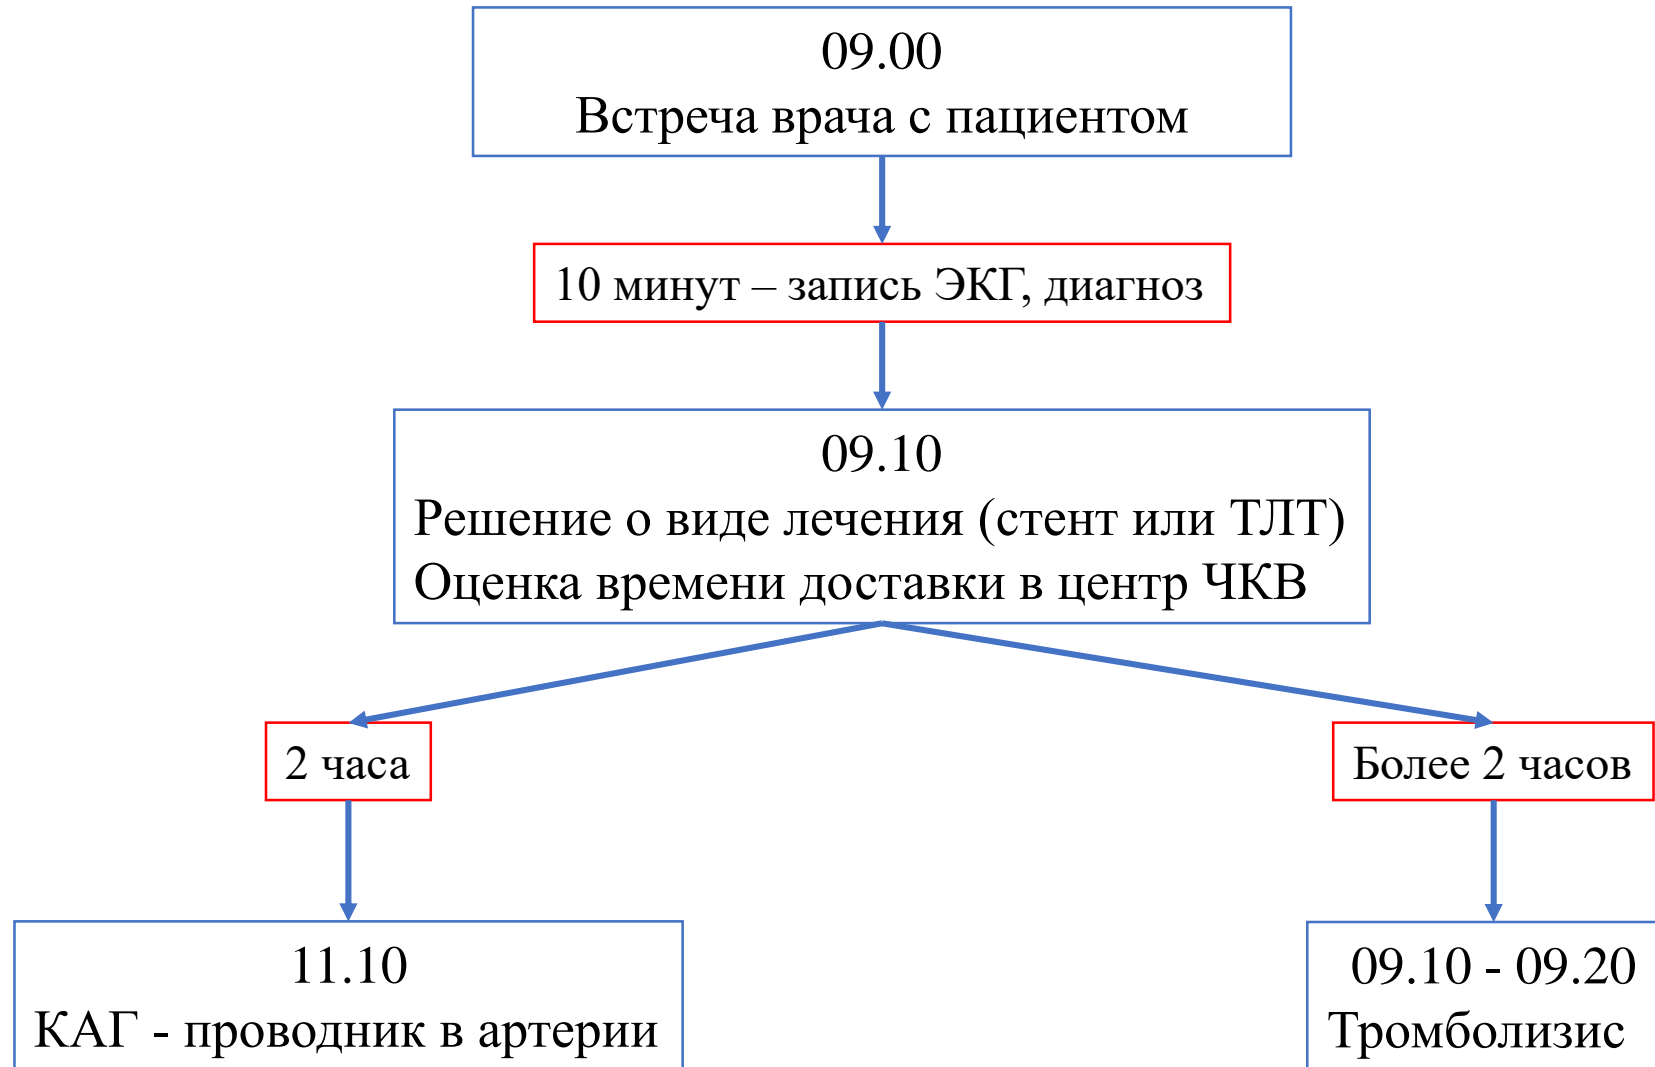 09.00
Встреча врача с пациентом
10 минут – запись ЭКГ, диагноз
09.10
Решение о виде лечения (стент или ТЛТ)
Оценка времени доставки в центр ЧКВ
2 часа
Более 2 часов
11.10
КАГ - проводник в артерии
09.10 - 09.20
Тромболизис